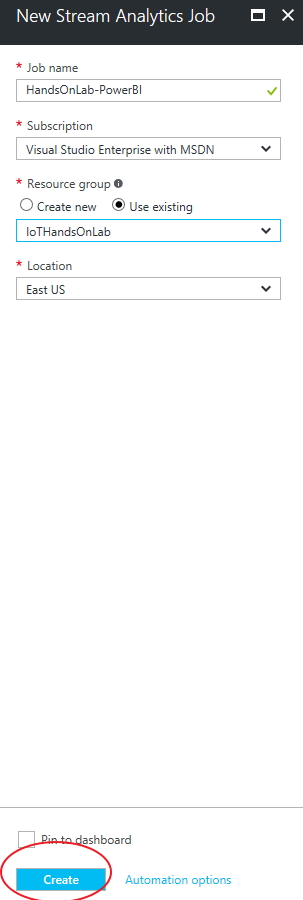 New Stream Analytics Job
* Job name
HandsOnLab-PowerBI
* Subscription
Visual Studio Enterprise with MSDN
* Resource group
Create new Use existing
IoTHandsOnLab
* Location
East US
Pin to dashboard
Create Automation options